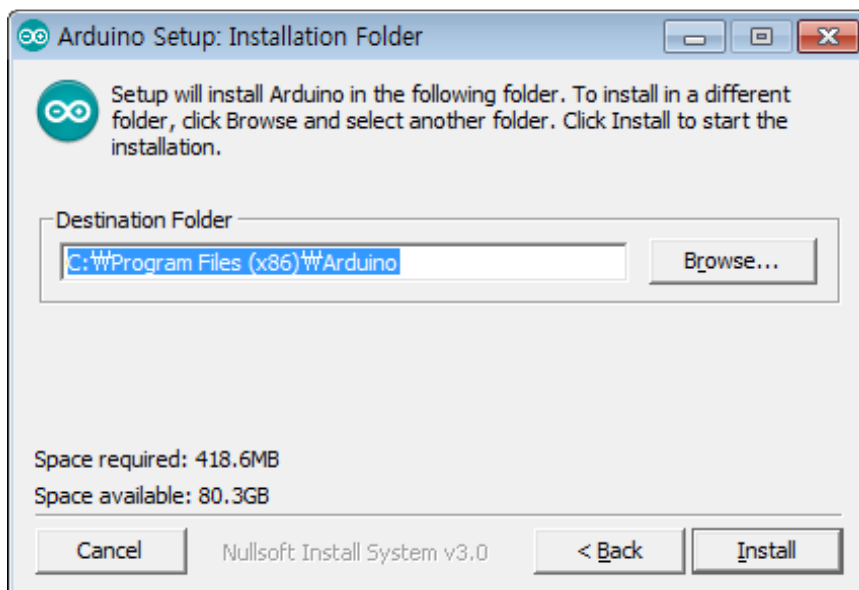 Arduino Setup: Installation Folder
Setup will install Arduino in the following folder. To install in a different
folder, click Browse and select another folder. Click Install to start the
installation.
Destination Folder
C:₩Program Files (x86)₩Arduino
Browse...
Space required: 418.6MB
Space available: 80.3GB
Cancel
Nullsoft Install System v3.0
< Back
Install